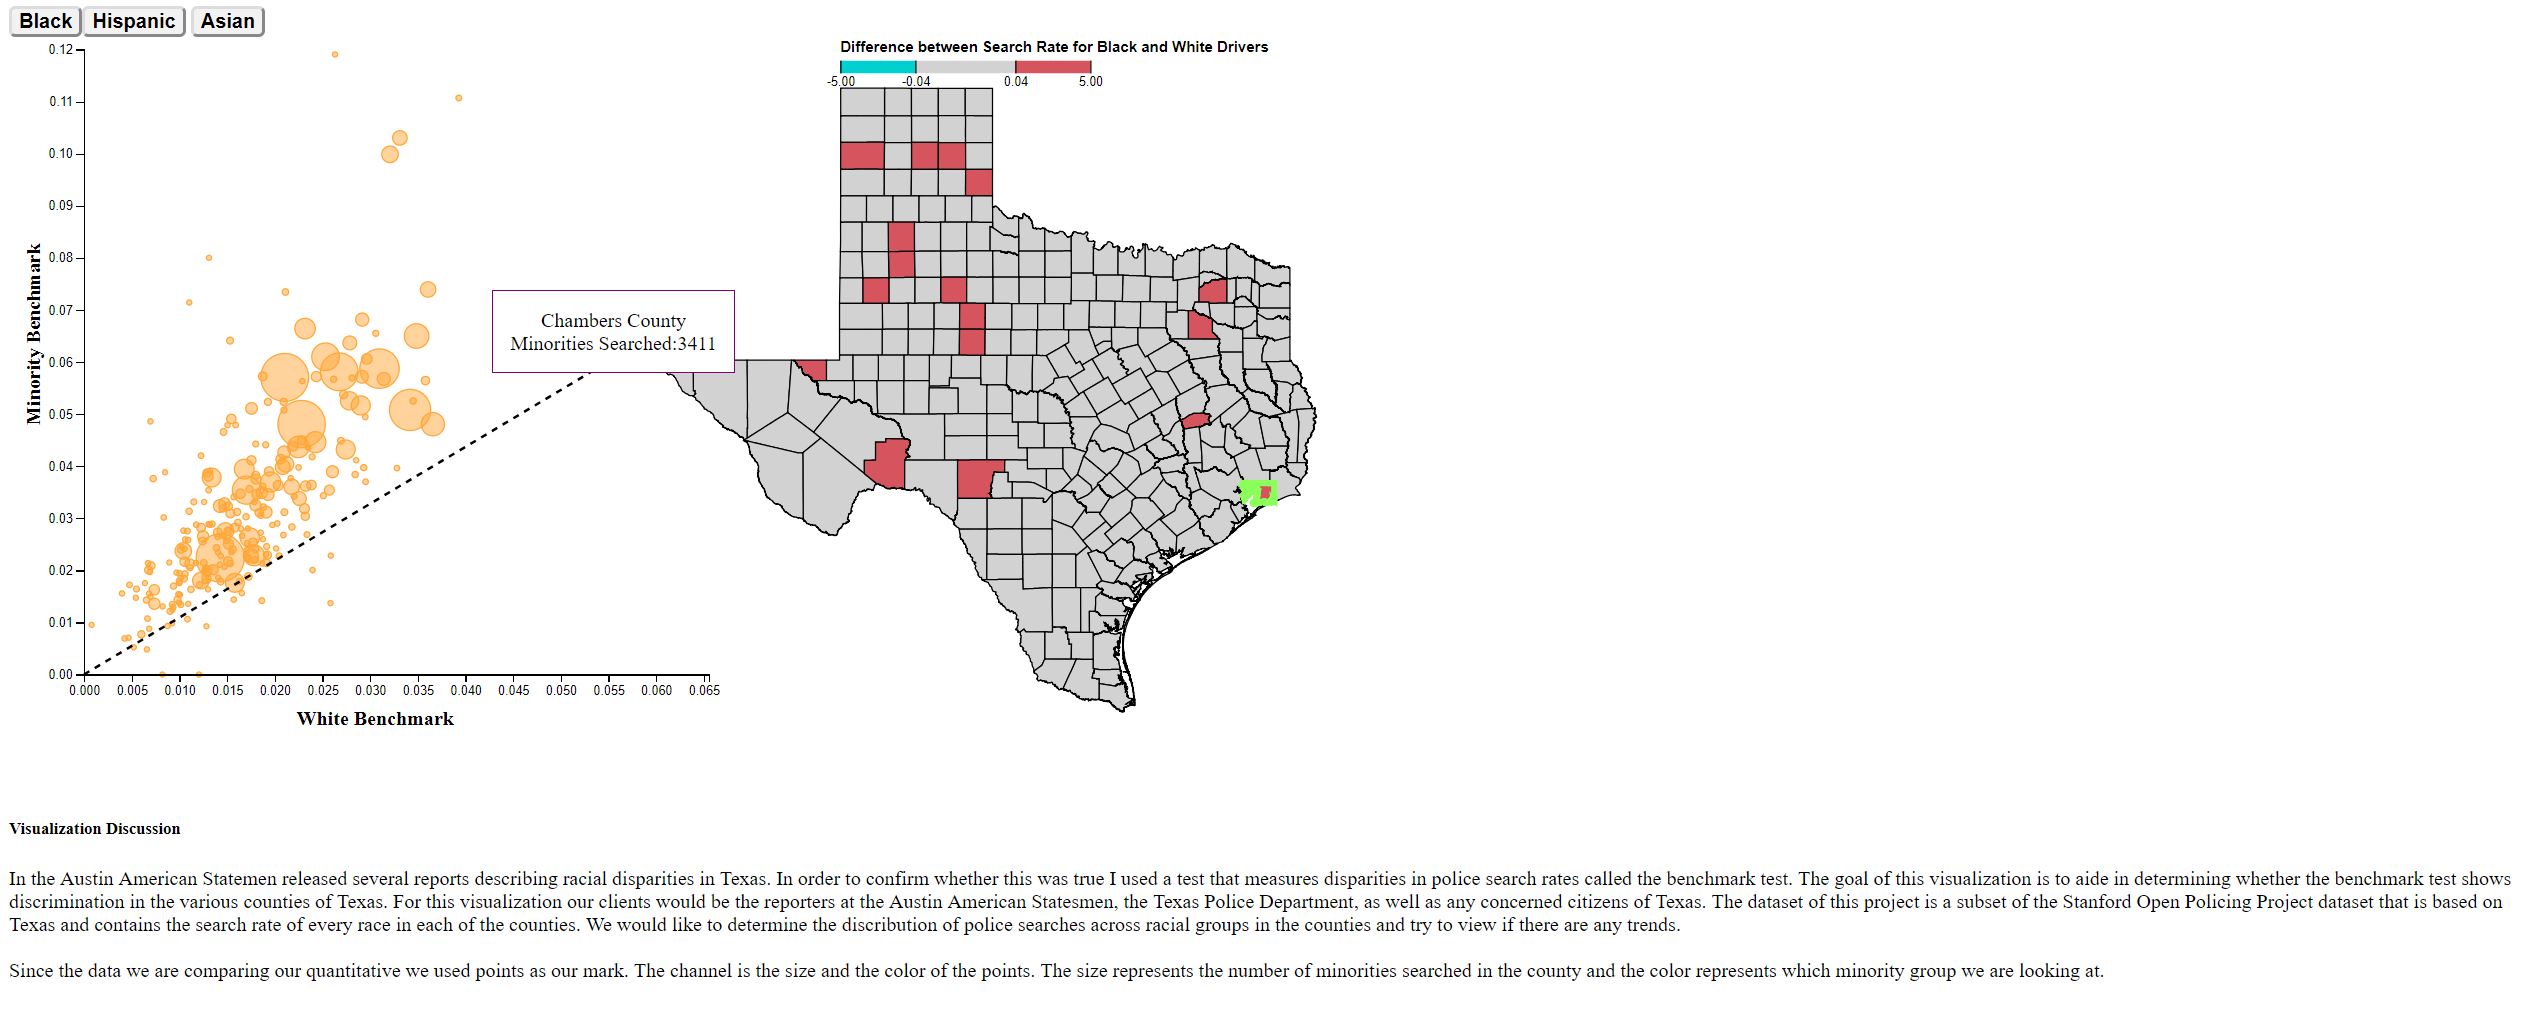 Black Hispanic Asian
Difference between Search Rate for Black and White Drivers
-5.00 -0.04 0.04 5.00
0.12
0.11
0.10
0.09
0.08
0.07
0.06
0.05
0.04
0.03
0.02
0.01
0.00
Minority Benchmark
Chambers County
Minorities Searched:3411
0.000 0.005 0.010 0.015 0.020 0.025 0.030 0.035 0.040 0.045 0.050 0.055 0.060 0.065
White Benchmark
Visualization Discussion
In the Austin American Statemen released several reports describing racial disparities in Texas. In order to confirm whether this was true I used a test that measures disparities in police search rates called the benchmark test. The goal of this visualization is to aide in determining whether the benchmark test shows
discrimination in the various counties of Texas. For this visualization our clients would be the reporters at the Austin American Statesmen, the Texas Police Department, as well as any concerned citizens of Texas. The dataset of this project is a subset of the Stanford Open Policing Project dataset that is based on
Texas and contains the search rate of every race in each of the counties. We would like to determine the discribution of police searches across racial groups in the counties and try to view if there are any trends.
Since the data we are comparing our quantitative we used points as our mark. The channel is the size and the color of the points. The size represents the number of minorities searched in the county and the color represents which minority group we are looking at.